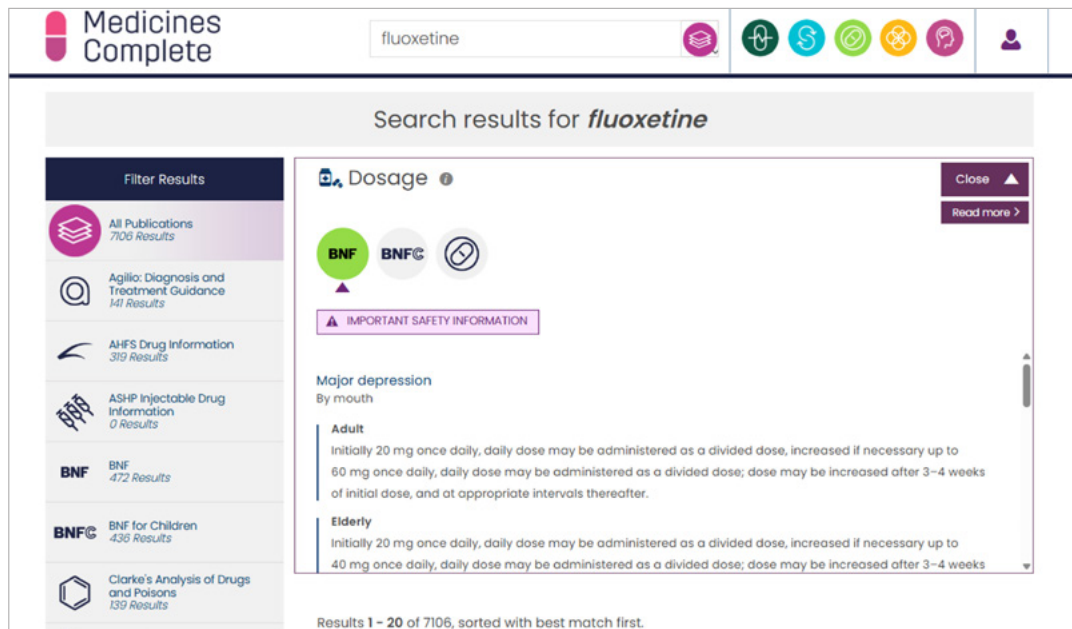 Medicines
Complete
fluoxetine
Search results for fluoxetine
Filter Results
All Publications
7106 Results
Agilio: Diagnosis and
Treatment Guidance
141 Results
AHFS Drug Information
319 Results
ASHP Injectable Drug
Information
0 Results
BNF
BNF
472 Results
BNFC
BNF for Children
436 Results
Clarke's Analysis of Drugs
and Poisons
139 Results
Dosage
Close
Read more >
BNF
BNFC
IMPORTANT SAFETY INFORMATION
Major depression
By mouth
Adult
Initially 20 mg once daily, daily dose may be administered as a divided dose, increased if necessary up to
60 mg once daily, daily dose may be administered as a divided dose; dose may be increased after 3–4 weeks
of initial dose, and at appropriate intervals thereafter.
Elderly
Initially 20 mg once daily, daily dose may be administered as a divided dose, increased if necessary up to
40 mg once daily, daily dose may be administered as a divided dose; dose may be increased after 3–4 weeks
Results 1 - 20 of 7106, sorted with best match first.